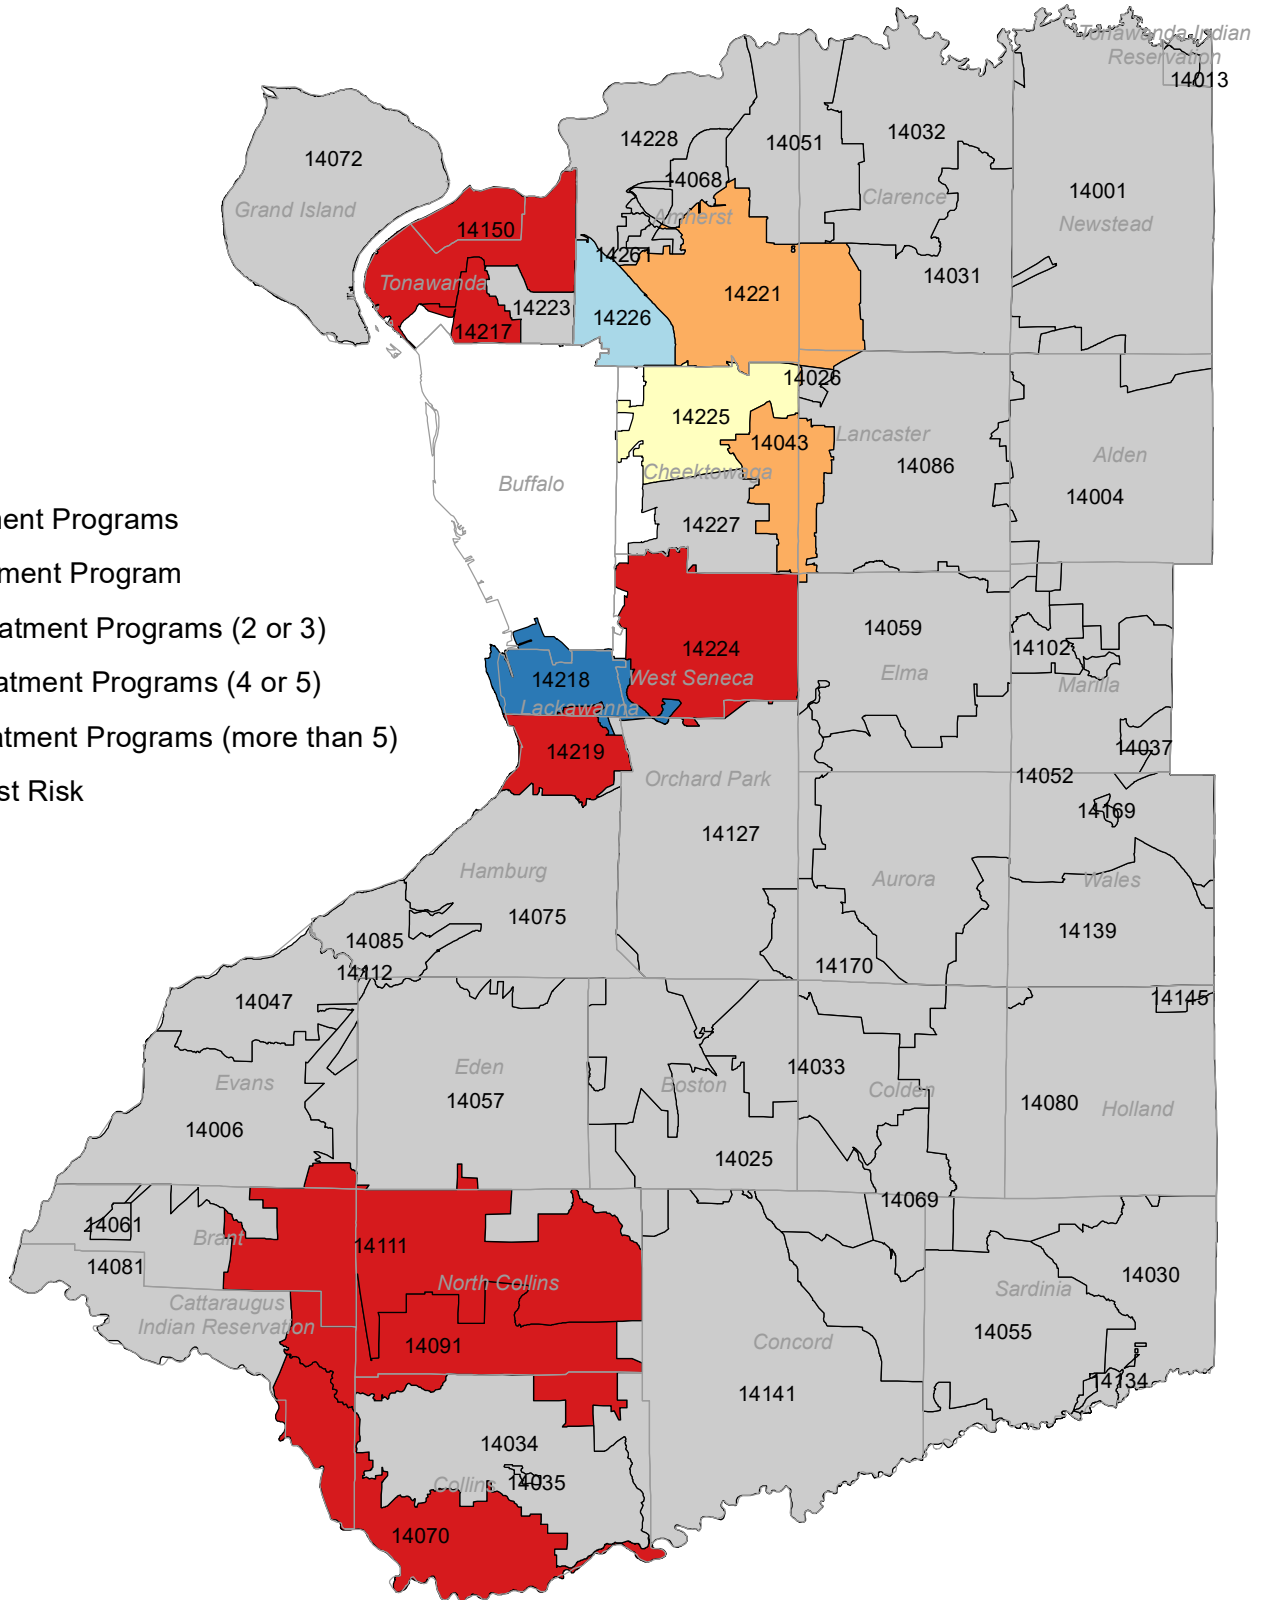 Tonawanda Indian
Reservation
14013
14228
14051
14032
14072
14068
14001
Grand Island
Amherst
Clarence
Newstead
14150
14261
14031
Tonawanda
14221
14223
14226
14217
14026
14225
14043
Lancaster
14086
Alden
Cheektowaga
Buffalo
14004
14227
ment Programs
ment Program
atment Programs (2 or 3)
atment Programs (4 or 5)
atment Programs (more than 5)
st Risk
14059
14224
14102
Elma
West Seneca
14218
Marilla
Lackawanna
14219
14037
Orchard Park
14052
14169
14127
Hamburg
Aurora
Wales
14075
14139
14085
14112
14170
14047
14145
Eden
14033
Evans
Boston
Colden
14057
14080
Holland
14006
14025
14069
14061
Brant
14111
14081
North Collins
14030
Sardinia
Cattaraugus
Indian Reservation
14055
Concord
14091
14134
14141
14034
Collins
14035
14070